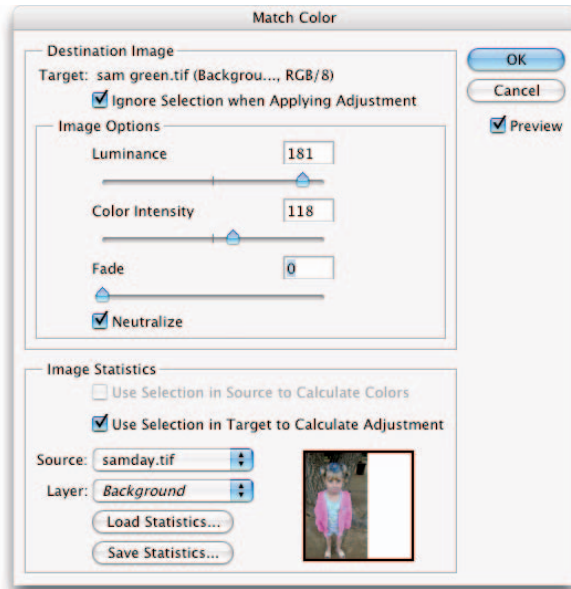 Match Color
Destination Image
Target: sam green.tif (Backgrou..., RGB/8)
Ignore Selection when Applying Adjustment
Image Options
Luminance 181
Color Intensity 118
Fade 0
Neutralize
OK
Cancel
Preview
Image Statistics
Use Selection in Source to Calculate Colors
Use Selection in Target to Calculate Adjustment
Source: samday.tif
Layer: Background
Load Statistics...
Save Statistics...